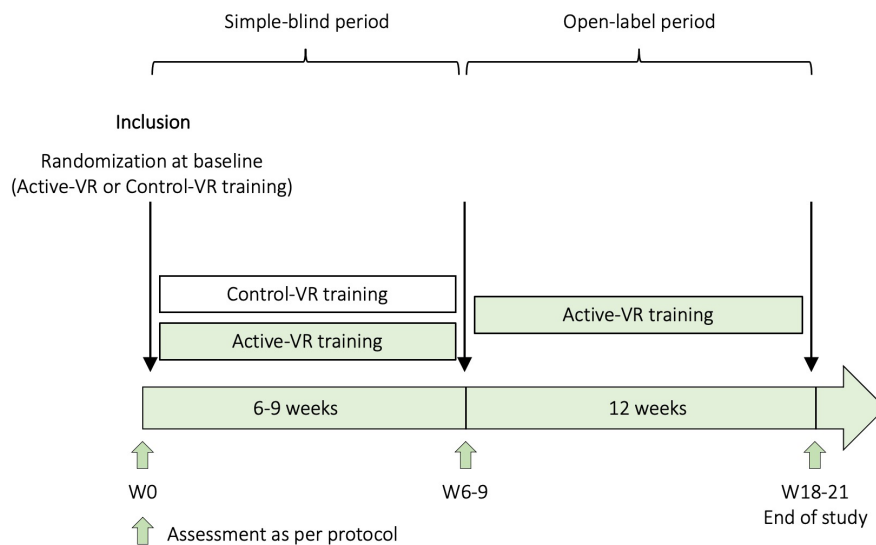 Simple-blind period
Open-label period
Inclusion
Randomization at baseline
(Active-VR or Control-VR training)
Control-VR training
Active-VR training
Active-VR training
6-9 weeks
12 weeks
W0
W6-9
W18-21
End of study
Assessment as per protocol